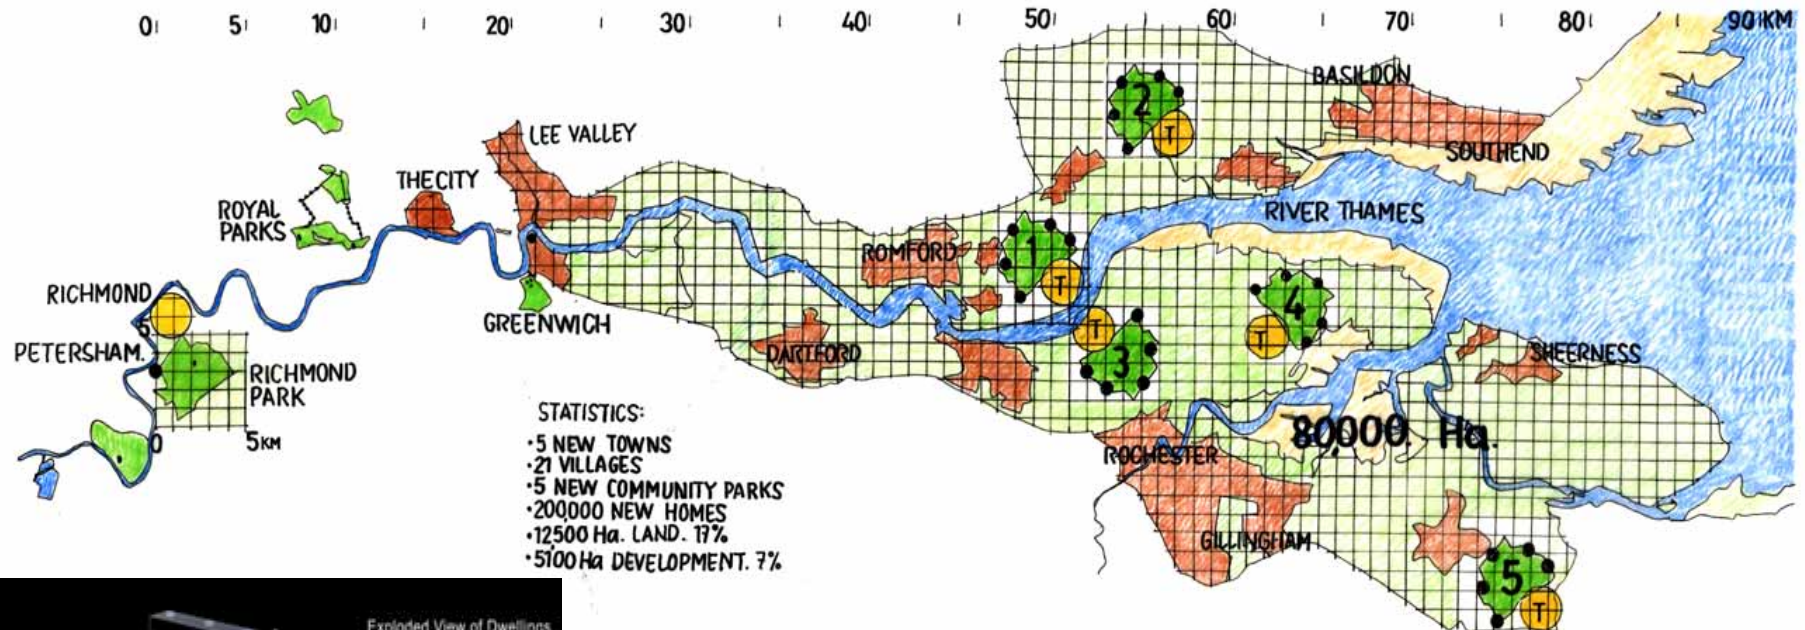 0 5 10 20 30 40 50 60 70 80 90 KM
BASILDON
2
T
LEE VALLEY
SOUTHEND
THE CITY
ROYAL
PARKS
RIVER THAMES
ROMFORD
1
T
4
T
RICHMOND
5
GREENWICH
T
3
PETERSHAM.
RICHMOND
PARK
DARTFORD
SHEERNESS
0 5KM
80,000 Ha.
ROCHESTER
STATISTICS:
·5 NEW TOWNS
·21 VILLAGES
·5 NEW COMMUNITY PARKS
·200,000 NEW HOMES
·12500 Ha. LAND. 17%
·5100 Ha DEVELOPMENT. 7%
GILLINGHAM
5
T
Exploded View of Dwellings